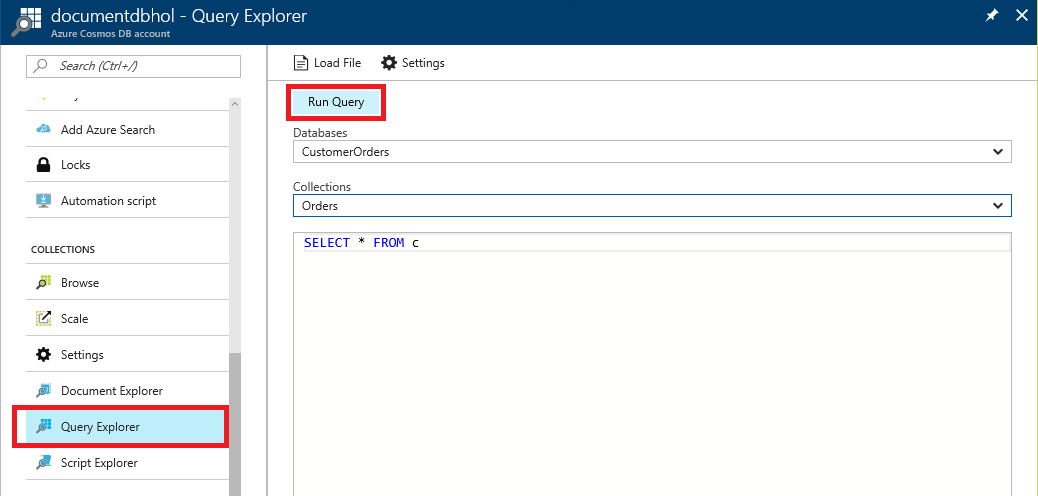 documentdbhol - Query Explorer
Azure Cosmos DB account
Search (Ctrl+/)
Add Azure Search
Locks
Automation script
COLLECTIONS
Browse
Scale
Settings
Document Explorer
Query Explorer
Script Explorer
Load File
Settings
Run Query
Databases
CustomerOrders
Collections
Orders
SELECT * FROM c